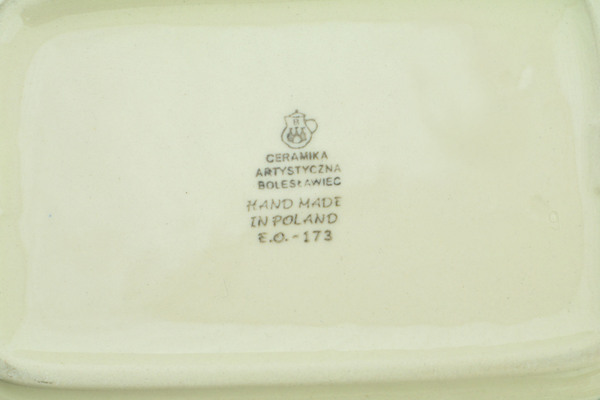 CERAMIKA
ARTYSTYCZNA
BOLESŁAWIEC
HAND MADE
IN POLAND
E.O.-173